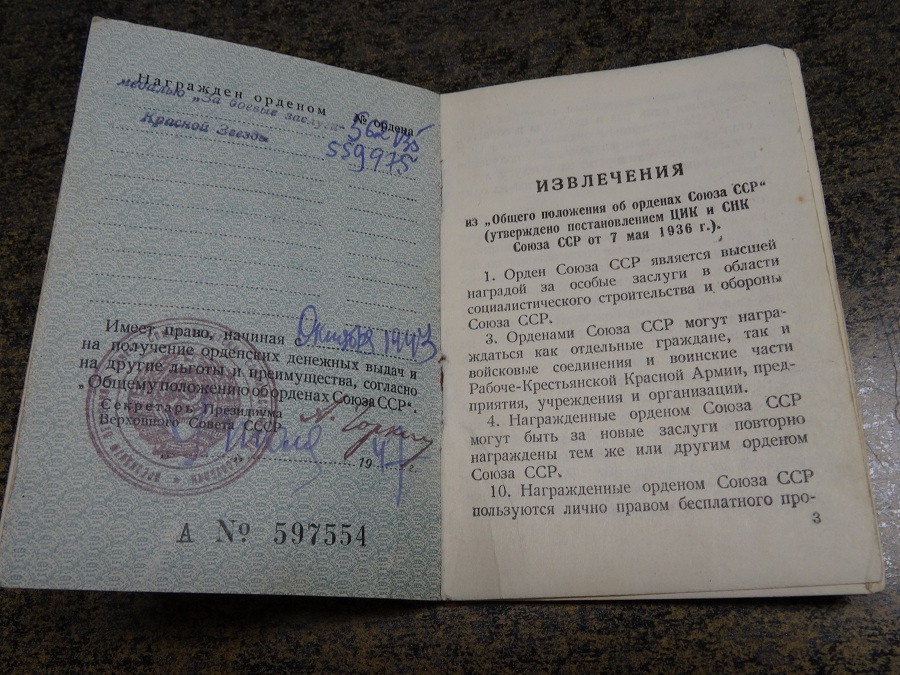 Награжден орденом
№ ордена
медалью „За боевые заслуги“ 562135
Красной Звезды 559975
Имеет право, начиная Октября 1943
на получение орденских денежных выдач и
на другие льготы и преимущества, согласно
„Общему положению об орденах Союза ССР“.
Секретарь Президиума
Верховного Совета СССР
А. Горкин
июля 1947 г.
А № 597554
ИЗВЛЕЧЕНИЯ
из „Общего положения об орденах Союза ССР“
(утверждено постановлением ЦИК и СНК
Союза ССР от 7 мая 1936 г.).
1. Орден Союза ССР является высшей
наградой за особые заслуги в области
социалистического строительства и обороны
Союза ССР.
3. Орденами Союза ССР могут награ-
ждаться как отдельные граждане, так и
войсковые соединения и воинские части
Рабоче-Крестьянской Красной Армии, пред-
приятия, учреждения и организации.
4. Награжденные орденом Союза ССР
могут быть за новые заслуги повторно
награждены тем же или другим орденом
Союза ССР.
10. Награжденные орденом Союза ССР
пользуются лично правом бесплатного про-
3